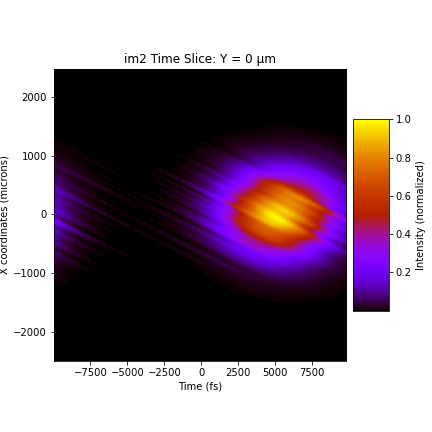 im2 Time Slice: Y = 0 μm
X coordinates (microns)
2000
1000
0
−1000
−2000
−7500 −5000 −2500 0 2500 5000 7500
Time (fs)
1.0
0.8
0.6
0.4
0.2
Intensity (normalized)